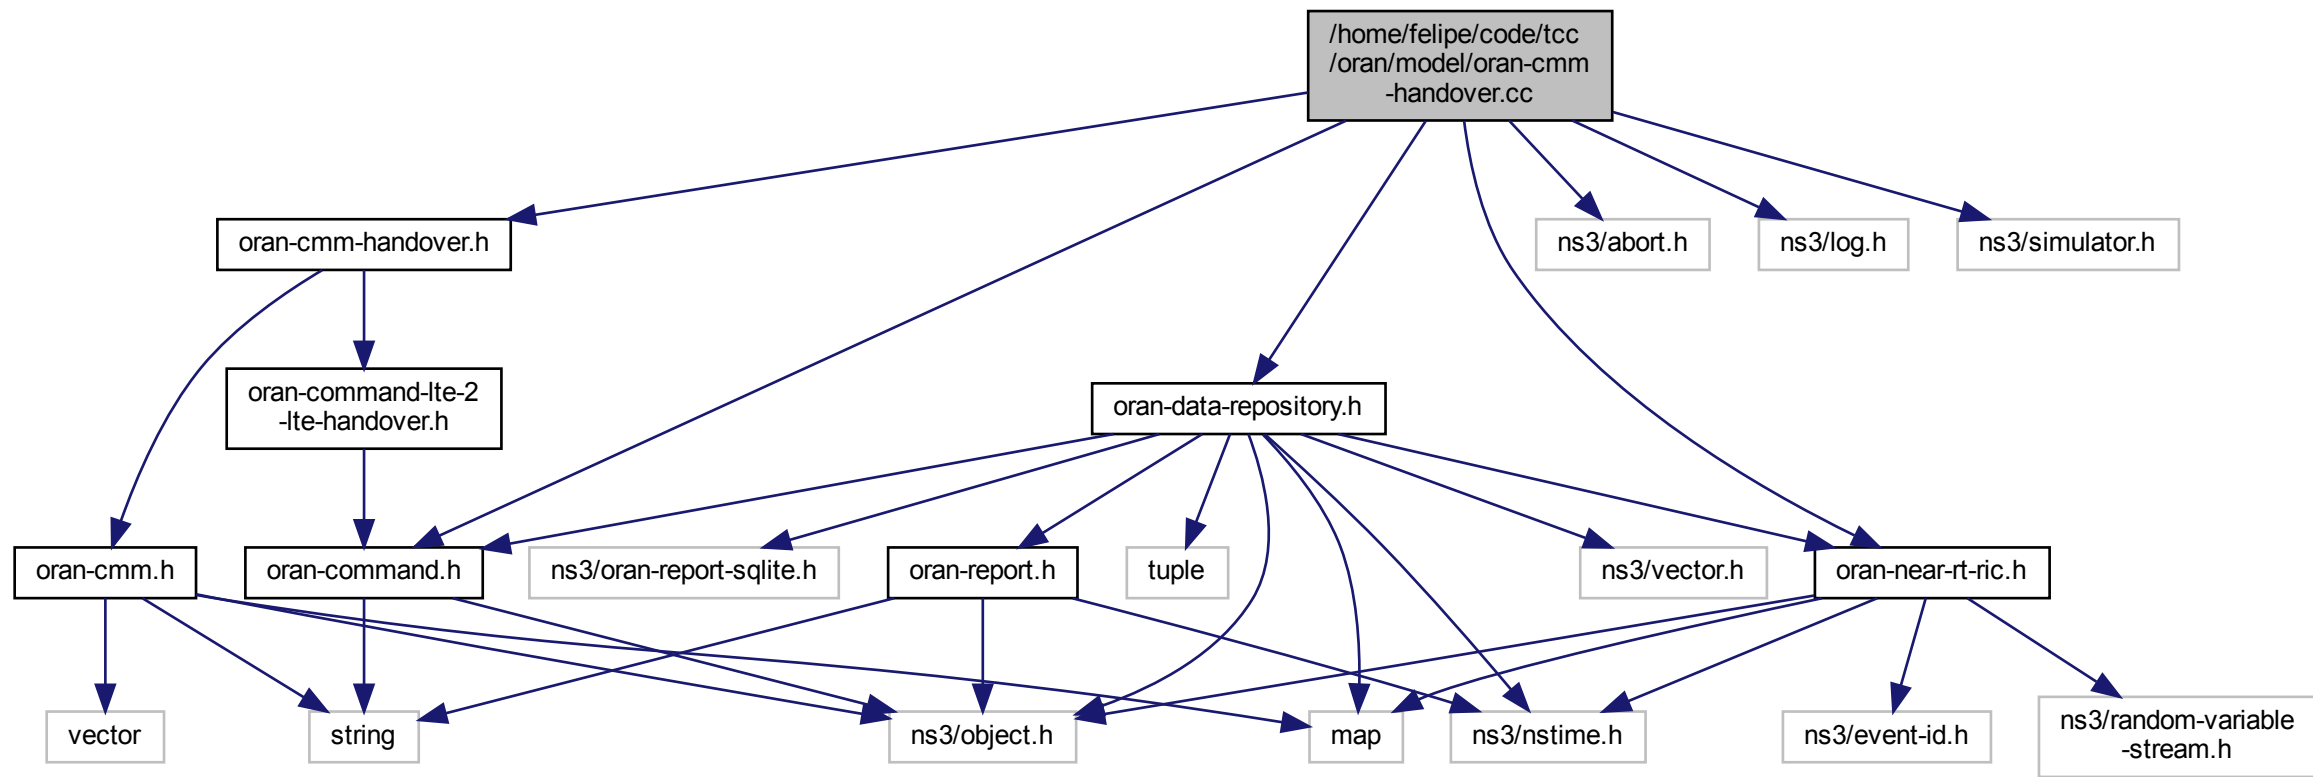 /home/felipe/code/tcc
/oran/model/oran-cmm
-handover.cc
oran-cmm-handover.h
ns3/abort.h
ns3/log.h
ns3/simulator.h
oran-command-lte-2
-lte-handover.h
oran-data-repository.h
oran-cmm.h
oran-command.h
ns3/oran-report-sqlite.h
oran-report.h
tuple
ns3/vector.h
oran-near-rt-ric.h
vector
string
ns3/object.h
map
ns3/nstime.h
ns3/event-id.h
ns3/random-variable
-stream.h